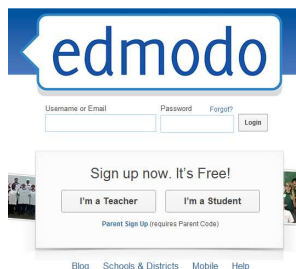 edmodo
Username or Email Password Forgot?
Login
Sign up now. It's Free!
I'm a Teacher I'm a Student
Parent Sign Up (requires Parent Code)
Blog Schools & Districts Mobile Help